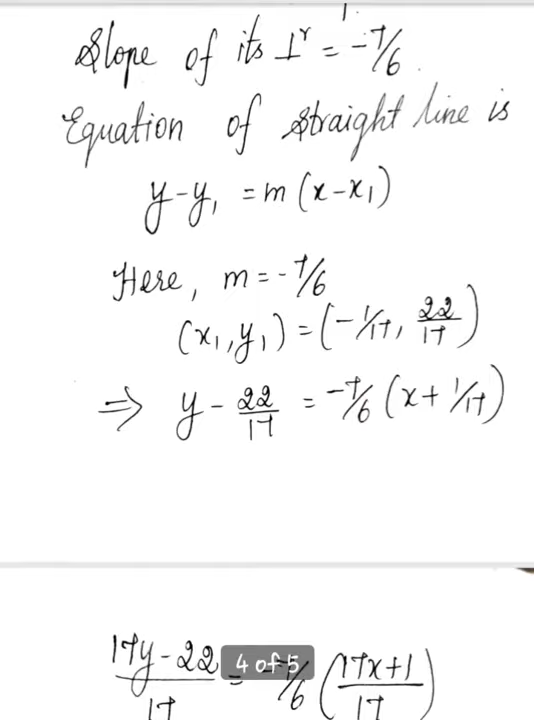 Slope of its ⊥r = -7/6.
Equation of straight line is
y-y₁ = m (x-x₁)
Here, m = -7/6
(x₁, y₁) = (-1/17, 22/17)
⇒ y - 22/17 = -7/6 (x + 1/17)
17y-22/17 = -7/6 (17x+1/17)
4 of 5